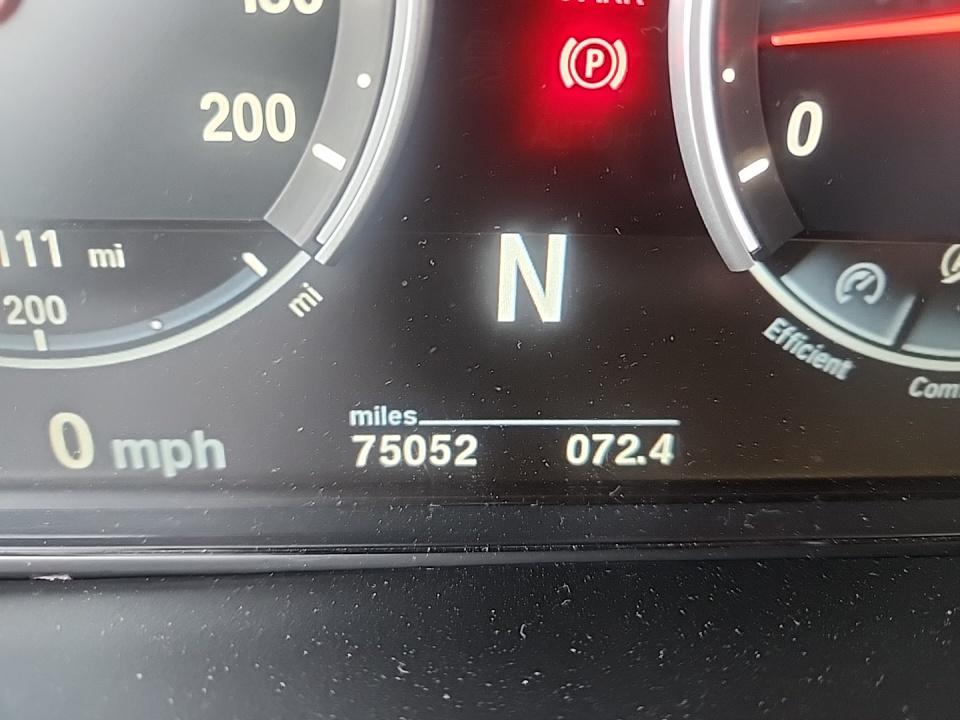 200
P
0
111 mi
200
mi
N
Efficient
miles
75052 072.4
0 mph